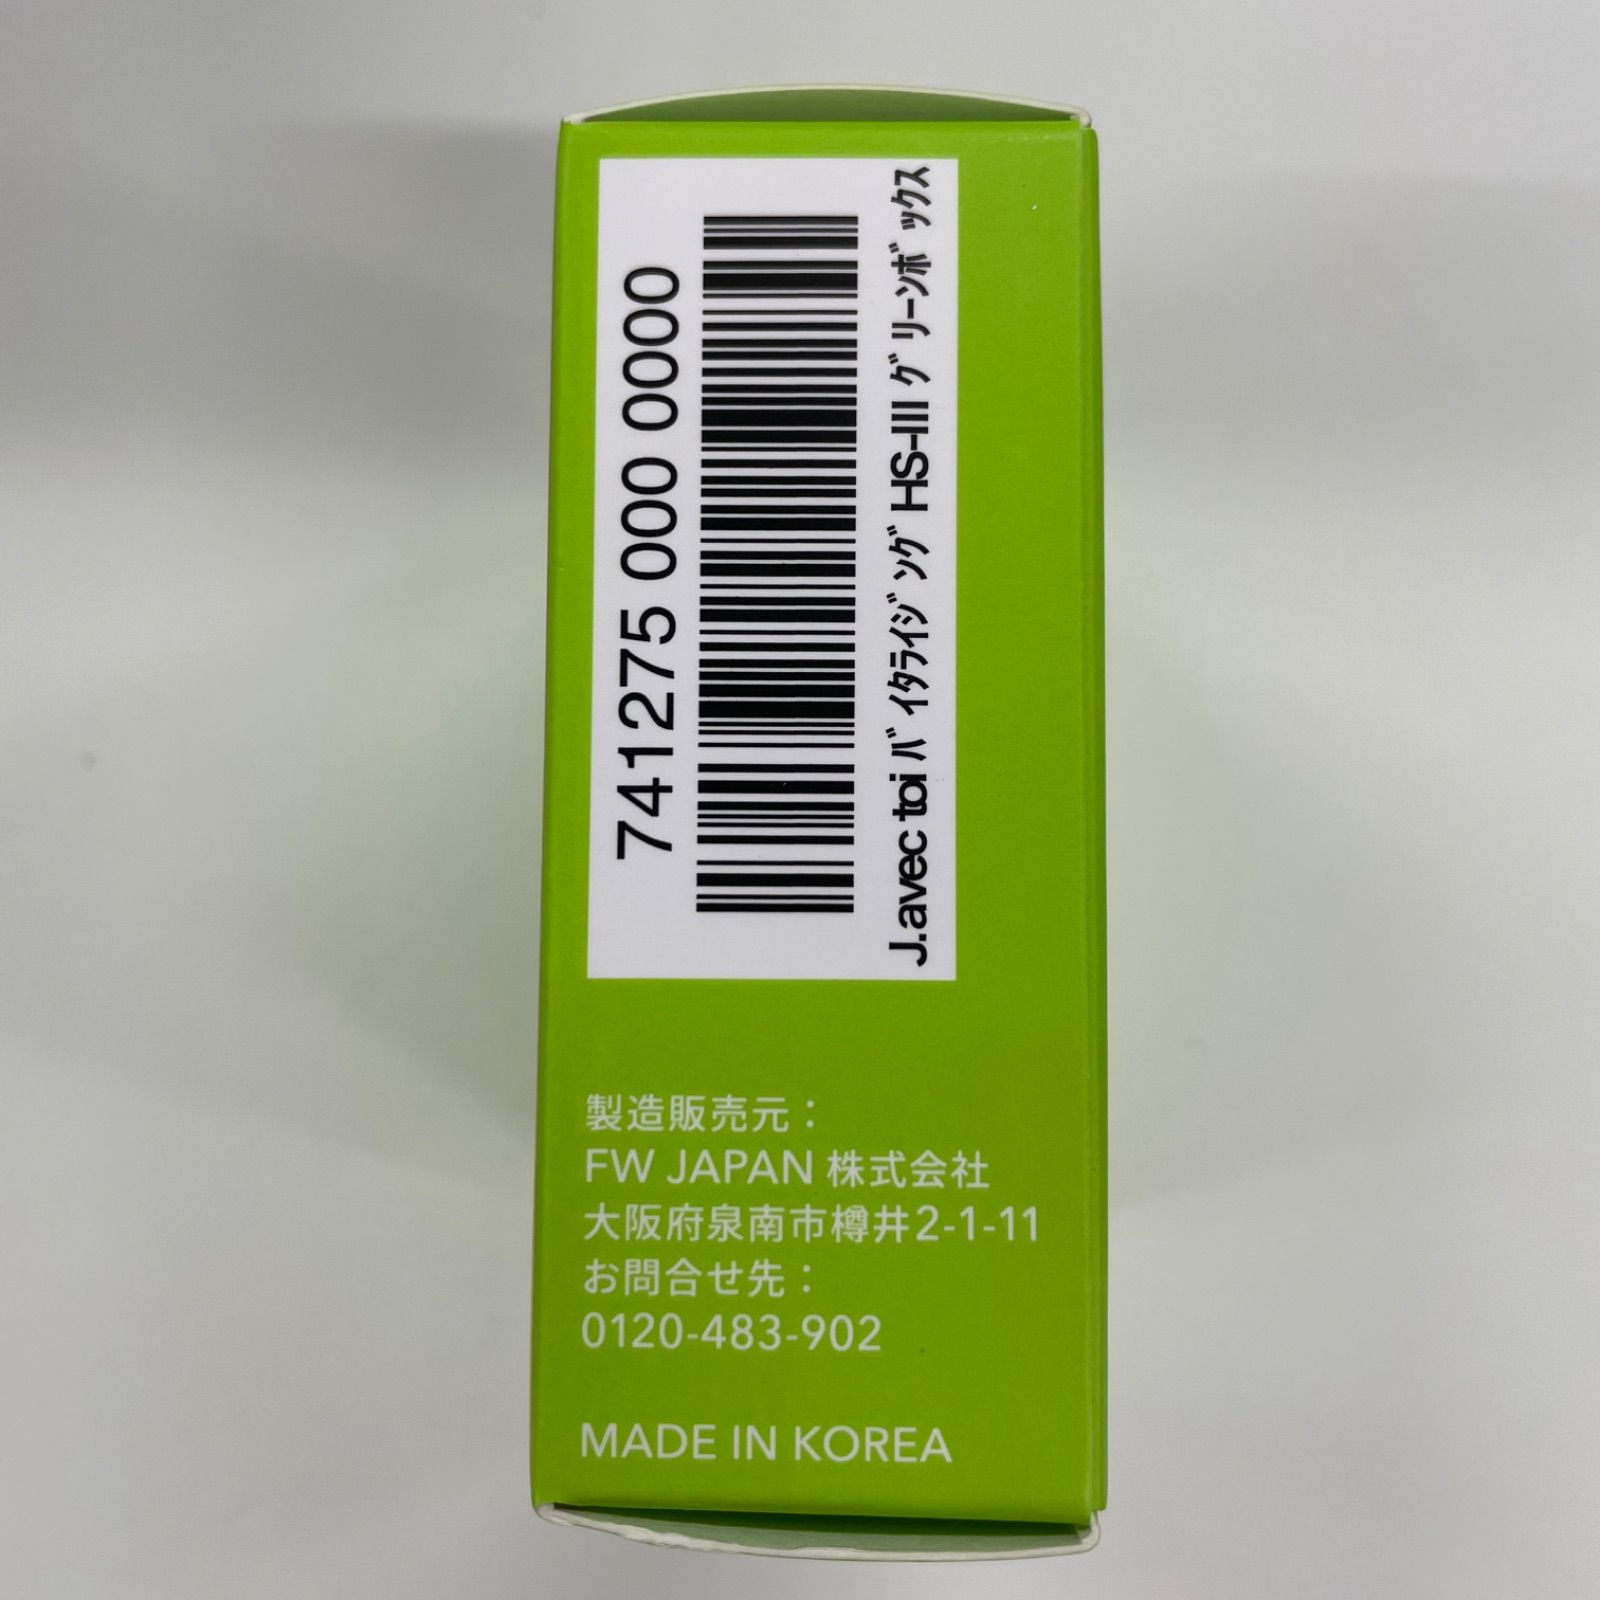 741275 000 0000
J.avec toi ﾊﾞｲﾀﾗｲｼﾞﾝｸﾞ HS-III ｸﾞﾘｰﾝﾎﾞｯｸｽ
製造販売元：
FW JAPAN 株式会社
大阪府泉南市樽井2-1-11
お問合せ先：
0120-483-902
MADE IN KOREA